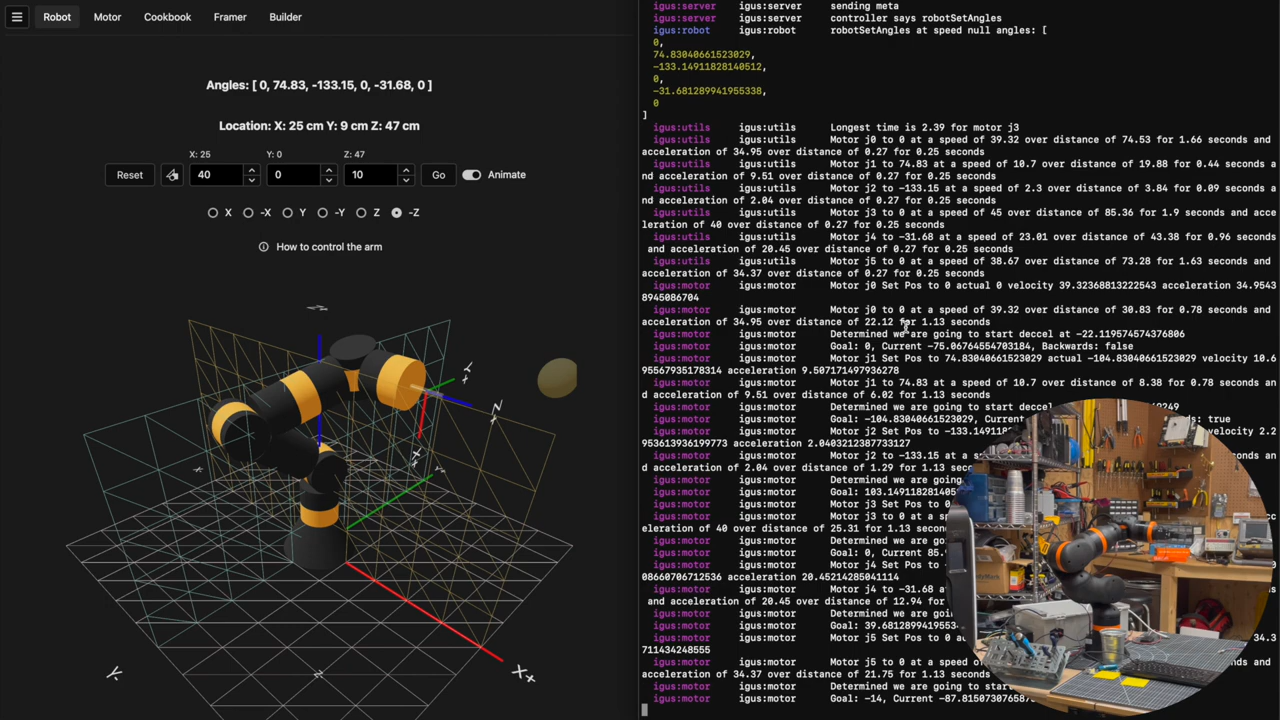 Robot Motor Cookbook Framer Builder
Angles: [ 0, 74.83, -133.15, 0, -31.68, 0 ]
Location: X: 25 cm Y: 9 cm Z: 47 cm
X: 25 Y: 0 Z: 47
Reset 40 0 10 Go Animate
X -X Y -Y Z -Z
How to control the arm
X+
Y-
Z
igus:server igus:server sending meta
igus:server igus:server controller says robotSetAngles
igus:robot igus:robot robotSetAngles at speed null angles: [
0,
74.83040661523029,
-133.14911828140512,
0,
-31.681289941955338,
0
]
igus:utils igus:utils Longest time is 2.39 for motor j3
igus:utils igus:utils Motor j0 to 0 at a speed of 39.32 over distance of 74.53 for 1.66 seconds and
acceleration of 34.95 over distance of 0.27 for 0.25 seconds
igus:utils igus:utils Motor j1 to 74.83 at a speed of 10.7 over distance of 19.88 for 0.44 seconds a
nd acceleration of 9.51 over distance of 0.27 for 0.25 seconds
igus:utils igus:utils Motor j2 to -133.15 at a speed of 2.3 over distance of 3.84 for 0.09 seconds a
nd acceleration of 2.04 over distance of 0.27 for 0.25 seconds
igus:utils igus:utils Motor j3 to 0 at a speed of 45 over distance of 85.36 for 1.9 seconds and acce
leration of 40 over distance of 0.27 for 0.25 seconds
igus:utils igus:utils Motor j4 to -31.68 at a speed of 23.01 over distance of 43.38 for 0.96 seconds
and acceleration of 20.45 over distance of 0.27 for 0.25 seconds
igus:utils igus:utils Motor j5 to 0 at a speed of 38.67 over distance of 73.28 for 1.63 seconds and
acceleration of 34.37 over distance of 0.27 for 0.25 seconds
igus:motor igus:motor Motor j0 Set Pos to 0 actual 0 velocity 39.32368813222543 acceleration 34.9543
8945086704
igus:motor igus:motor Motor j0 to 0 at a speed of 39.32 over distance of 30.83 for 0.78 seconds and
acceleration of 34.95 over distance of 22.12 for 1.13 seconds
igus:motor igus:motor Determined we are going to start deccel at -22.119574574376806
igus:motor igus:motor Goal: 0, Current -75.06764554703184, Backwards: false
igus:motor igus:motor Motor j1 Set Pos to 74.83040661523029 actual -104.83040661523029 velocity 10.6
95567935178314 acceleration 9.507171497936278
igus:motor igus:motor Motor j1 to 74.83 at a speed of 10.7 over distance of 8.38 for 0.78 seconds an
d acceleration of 9.51 over distance of 6.02 for 1.13 seconds
igus:motor igus:motor Determined we are going to start deccel
igus:motor igus:motor Goal: -104.83040661523029, : true
igus:motor igus:motor Motor j2 Set Pos to velocity 2.2
953613936199773 acceleration 2.0403212387733127
igus:motor igus:motor Motor j2 to -133.15 at a
d acceleration of 2.04 over distance of 1.29 for 1.13
igus:motor igus:motor Determined we are going
igus:motor igus:motor Goal:
igus:motor igus:motor Motor j3 Set Pos
igus:motor igus:motor Motor j3 to 0 at a
eleration of 40 over distance of 25.31 for 1.13
igus:motor igus:motor Determined we are
igus:motor igus:motor Goal: 0, Current
igus:motor igus:motor Motor j4 Set Pos
08660706712536 acceleration 20.45214285041114
igus:motor igus:motor Motor j4 to -31.68
and acceleration of 20.45 over distance of 12.94 for
igus:motor igus:motor Determined we are
igus:motor igus:motor Goal:
igus:motor igus:motor Motor j5 Set Pos to 0 34.3
711434248555
igus:motor igus:motor Motor j5 to 0 at a speed of and
acceleration of 34.37 over distance of 21.75 for 1.13
igus:motor igus:motor Determined we are going to
igus:motor igus:motor Goal: -14, Current